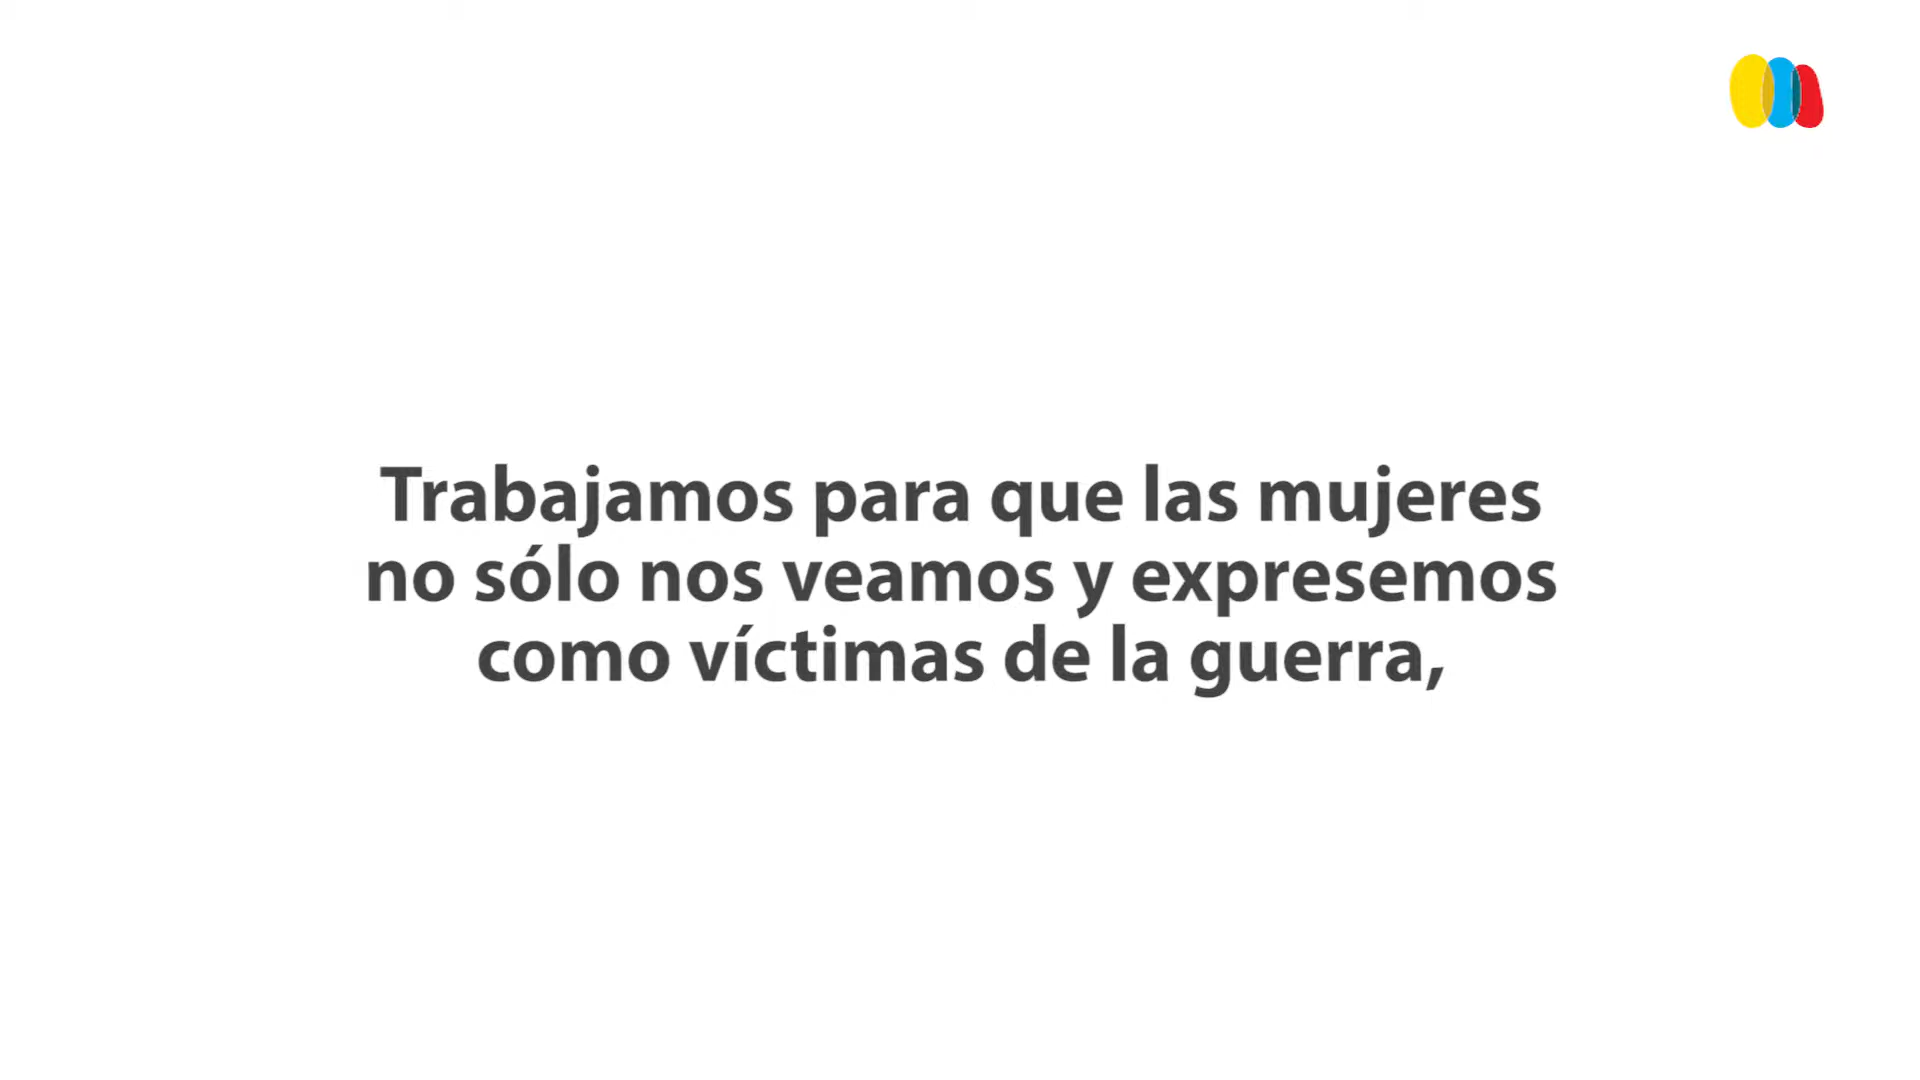 Trabajamos para que las mujeres
no sólo nos veamos y expresemos
como víctimas de la guerra,